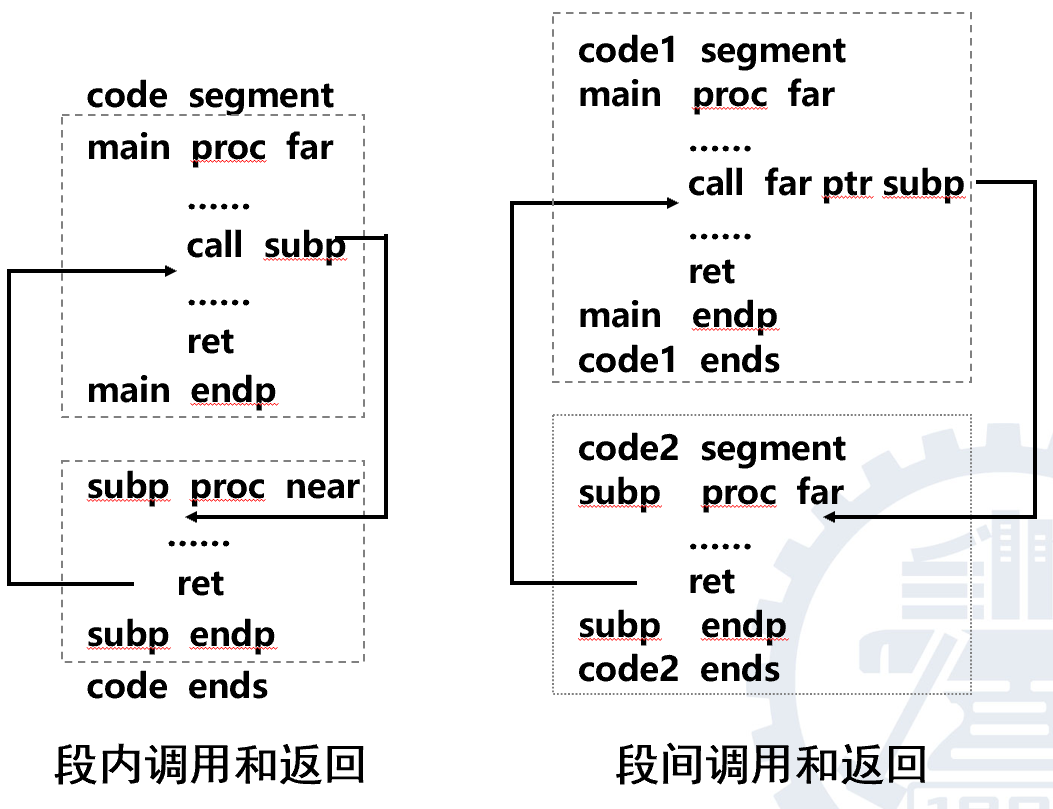 code segment
main proc far
......
call subp
......
ret
main endp
subp proc near
......
ret
subp endp
code ends
段内调用和返回
code1 segment
main proc far
......
call far ptr subp
......
ret
main endp
code1 ends
code2 segment
subp proc far
......
ret
subp endp
code2 ends
段间调用和返回